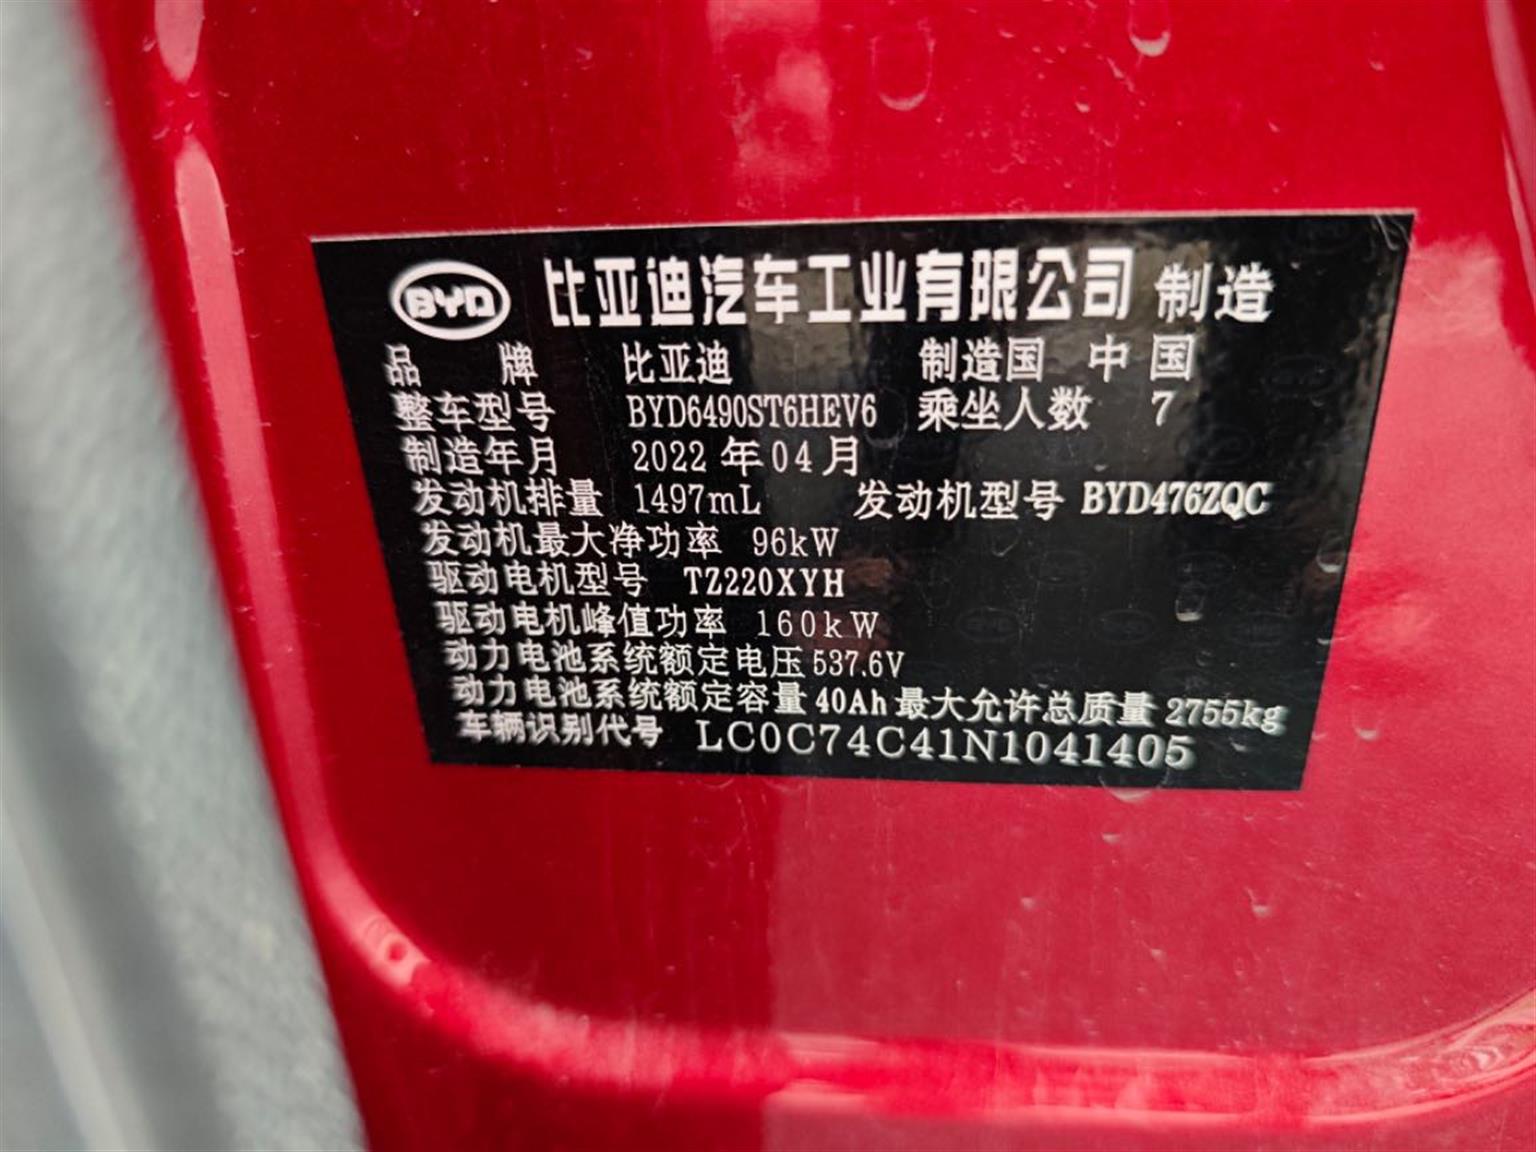 BYD 比亚迪汽车工业有限公司 制造
品 牌 比亚迪 制造国 中国
整车型号 BYD6490ST6HEV6 乘坐人数 7
制造年月 2022年04月
发动机排量 1497mL 发动机型号 BYD476ZQC
发动机最大净功率 96kW
驱动电机型号 TZ220XYH
驱动电机峰值功率 160kW
动力电池系统额定电压 537.6V
动力电池系统额定容量 40Ah 最大允许总质量 2755kg
车辆识别代号 LC0C74C41N1041405